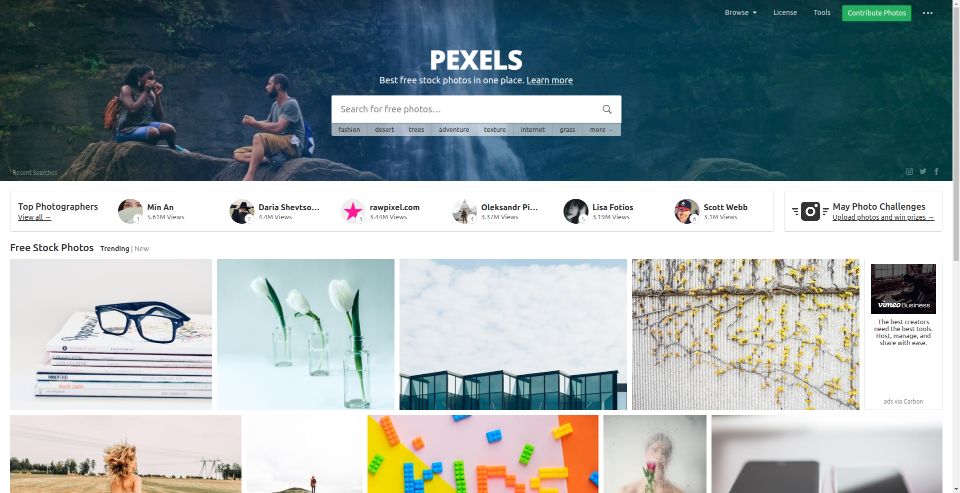 Browse License Tools Contribute Photos
PEXELS
Best free stock photos in one place. Learn more
Search for free photos...
fashion desert trees adventure texture internet grass more →
Recent Searches
Top Photographers
View all →
Min An
5.61M Views
Daria Shevtso...
4.4M Views
rawpixel.com
3.44M Views
Oleksandr Pi...
3.37M Views
Lisa Fotios
3.19M Views
Scott Webb
3.1M Views
May Photo Challenges
Upload photos and win prizes →
Free Stock Photos Trending | New
vimeo Business
The best creators
need the best tools.
Host, manage, and
share with ease.
ads via Carbon